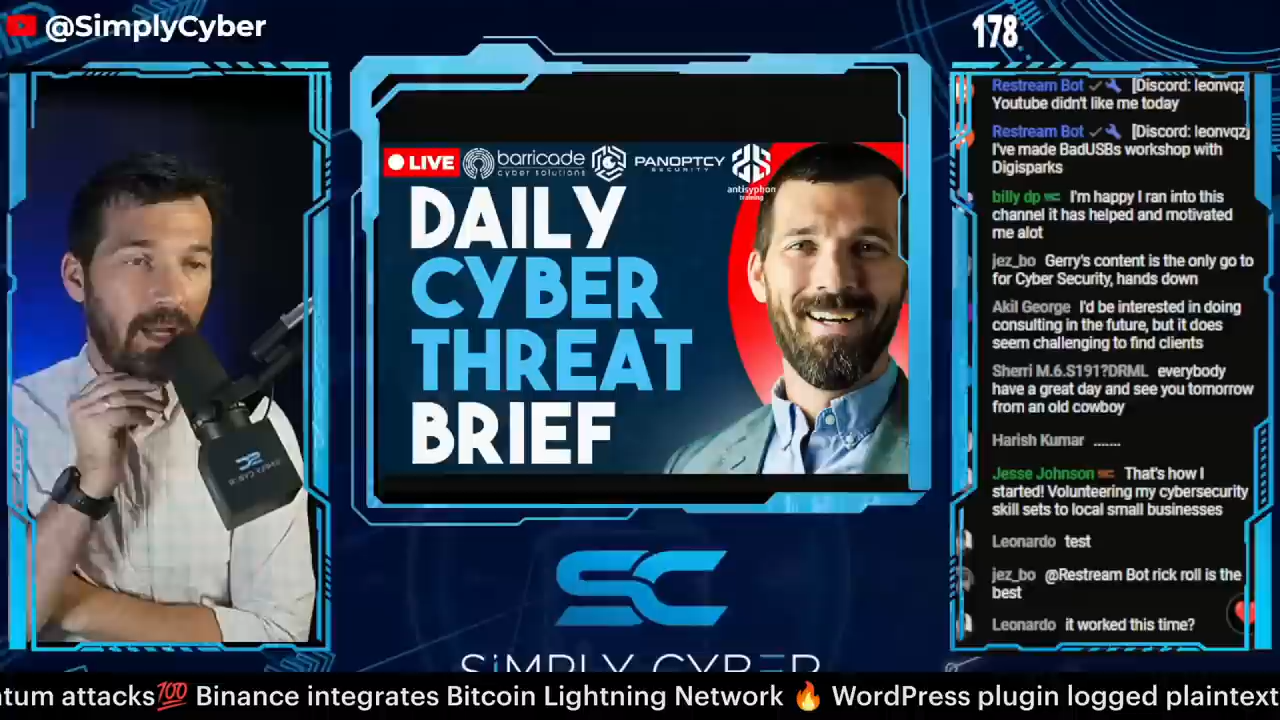 @SimplyCyber
178
LIVE
barricade
cyber solutions
PANOPTCY
SECURITY
antisyphon
training
DAILY
CYBER
THREAT
BRIEF
SC
SIMPLY CYBER
Restream Bot [Discord: leonvqz
Youtube didn't like me today
Restream Bot [Discord: leonvqz]
I've made BadUSBs workshop with
Digisparks
billy dp I'm happy I ran into this
channel it has helped and motivated
me alot
jez_bo Gerry's content is the only go to
for Cyber Security, hands down
Akil George I'd be interested in doing
consulting in the future, but it does
seem challenging to find clients
Sherri M.6.S191?DRML everybody
have a great day and see you tomorrow
from an old cowboy
Harish Kumar .......
Jesse Johnson That's how I
started! Volunteering my cybersecurity
skill sets to local small businesses
Leonardo test
jez_bo @Restream Bot rick roll is the
best
Leonardo it worked this time?
ntum attacks💯 Binance integrates Bitcoin Lightning Network 🔥 WordPress plugin logged plaintext